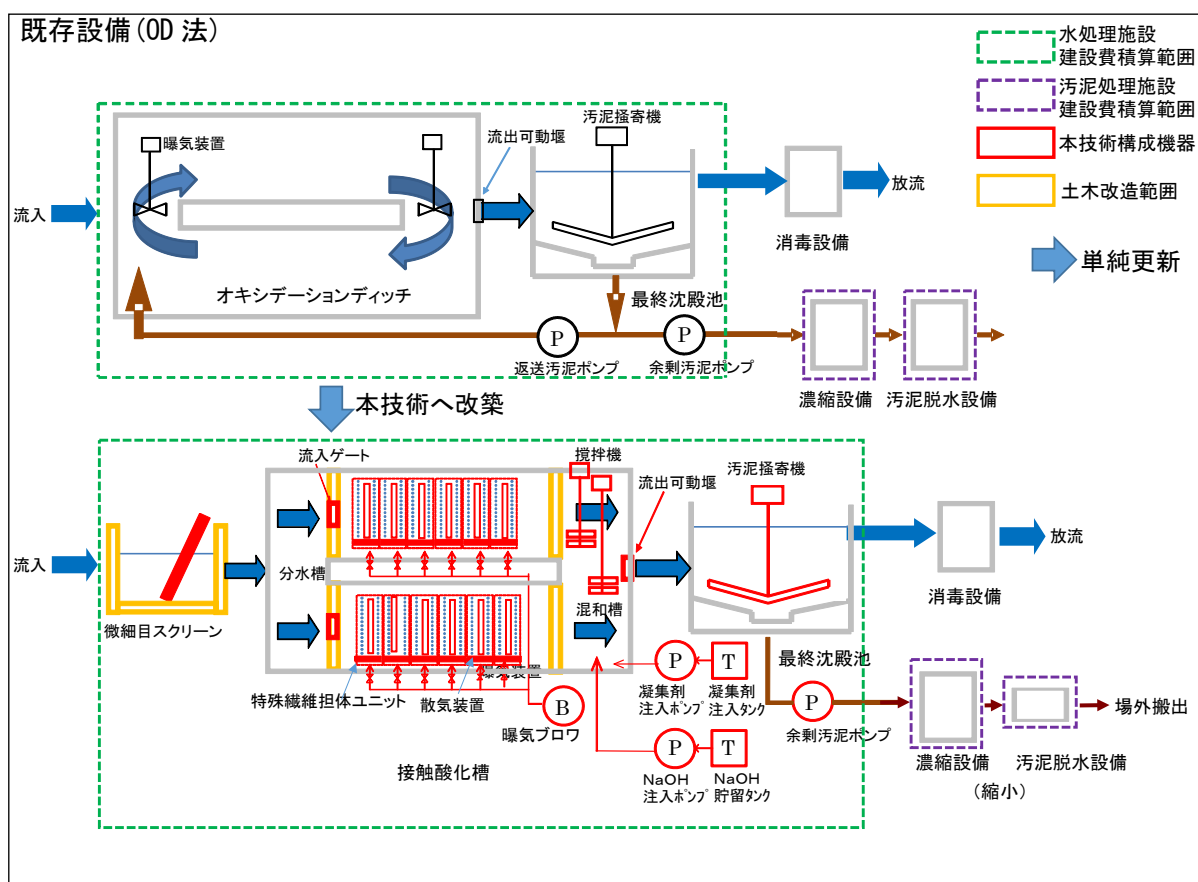 既存設備(OD 法)
水処理施設
建設費積算範囲
汚泥処理施設
建設費積算範囲
本技術構成機器
土木改造範囲
単純更新
曝気装置
流出可動堰
汚泥掻寄機
流入
放流
消毒設備
オキシデーションディッチ
最終沈殿池
P
P
返送汚泥ポンプ
余剰汚泥ポンプ
濃縮設備
汚泥脱水設備
本技術へ改築
流入ゲート
撹拌機
流出可動堰
汚泥掻寄機
流入
放流
分水槽
消毒設備
混和槽
微細目スクリーン
最終沈殿池
曝気装置
P
T
特殊繊維担体ユニット
散気装置
凝集剤
注入ポンプ
凝集剤
注入タンク
B
P
場外搬出
曝気ブロワ
余剰汚泥ポンプ
P
T
濃縮設備
(縮小)
汚泥脱水設備
接触酸化槽
NaOH
注入ポンプ
NaOH
貯留タンク